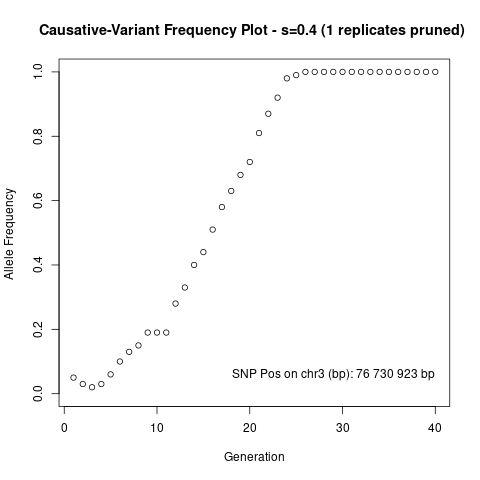 Causative-Variant Frequency Plot - s=0.4 (1 replicates pruned)
Allele Frequency
1.0
0.8
0.6
0.4
0.2
0.0
SNP Pos on chr3 (bp): 76 730 923 bp
0 10 20 30 40
Generation